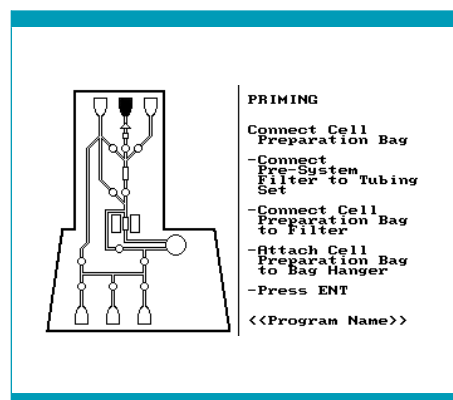 PRIMING
Connect Cell
Preparation Bag
-Connect
Pre-System
Filter to Tubing
Set
-Connect Cell
Preparation Bag
to Filter
-Attach Cell
Preparation Bag
to Bag Hanger
-Press ENT
<<Program Name>>